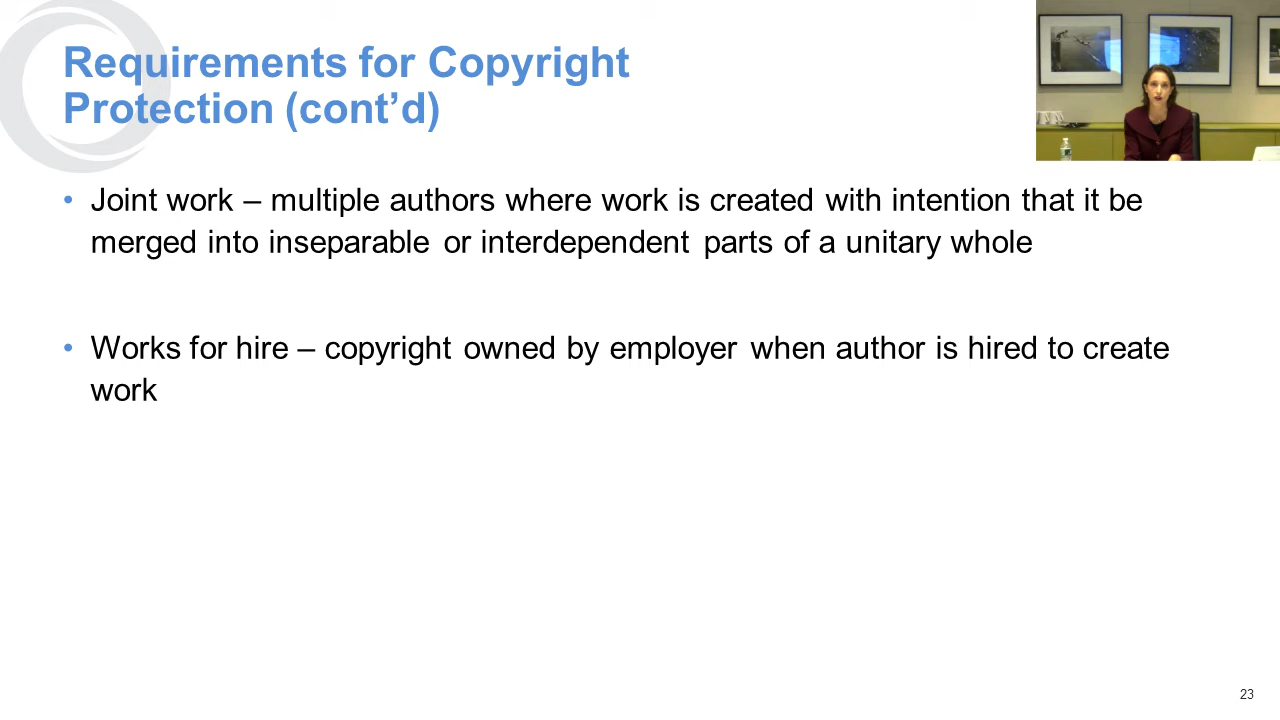 Requirements for Copyright
Protection (cont’d)
• Joint work – multiple authors where work is created with intention that it be
merged into inseparable or interdependent parts of a unitary whole
• Works for hire – copyright owned by employer when author is hired to create
work
23